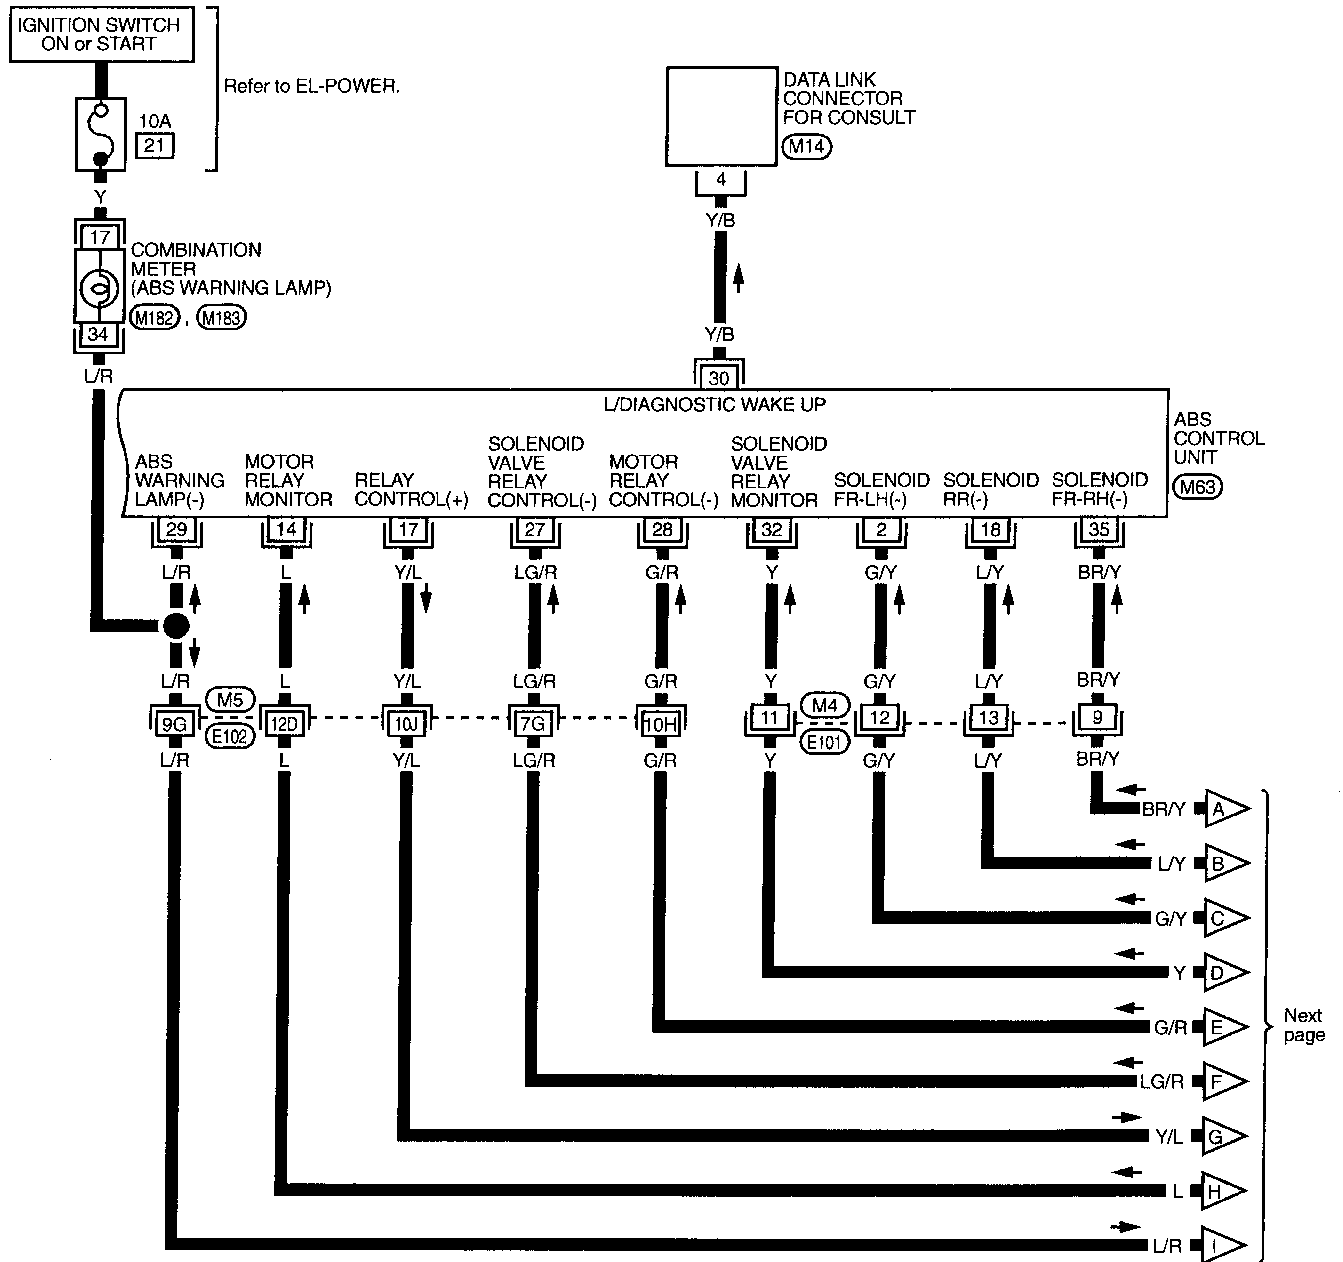 IGNITION SWITCH
ON or START
Refer to EL-POWER.
10A
21
Y
17
COMBINATION
METER
(ABS WARNING LAMP)
M182 , M183
34
L/R
DATA LINK
CONNECTOR
FOR CONSULT
M14
4
Y/B
Y/B
30
L/DIAGNOSTIC WAKE UP
ABS
CONTROL
UNIT
M63
ABS
WARNING
LAMP(-)
MOTOR
RELAY
MONITOR
RELAY
CONTROL(+)
SOLENOID
VALVE
RELAY
CONTROL(-)
MOTOR
RELAY
CONTROL(-)
SOLENOID
VALVE
RELAY
MONITOR
SOLENOID
FR-LH(-)
SOLENOID
RR(-)
SOLENOID
FR-RH(-)
29 14 17 27 28 32 2 18 35
L/R L Y/L LG/R G/R Y G/Y L/Y BR/Y
L/R L Y/L LG/R G/R Y G/Y L/Y BR/Y
M5 M4
9G 12D 10J 7G 10H 11 12 13 9
E102 E101
L/R L Y/L LG/R G/R Y G/Y L/Y BR/Y
BR/Y A
L/Y B
G/Y C
Y D
G/R E
LG/R F
Y/L G
L H
L/R I
Next
page